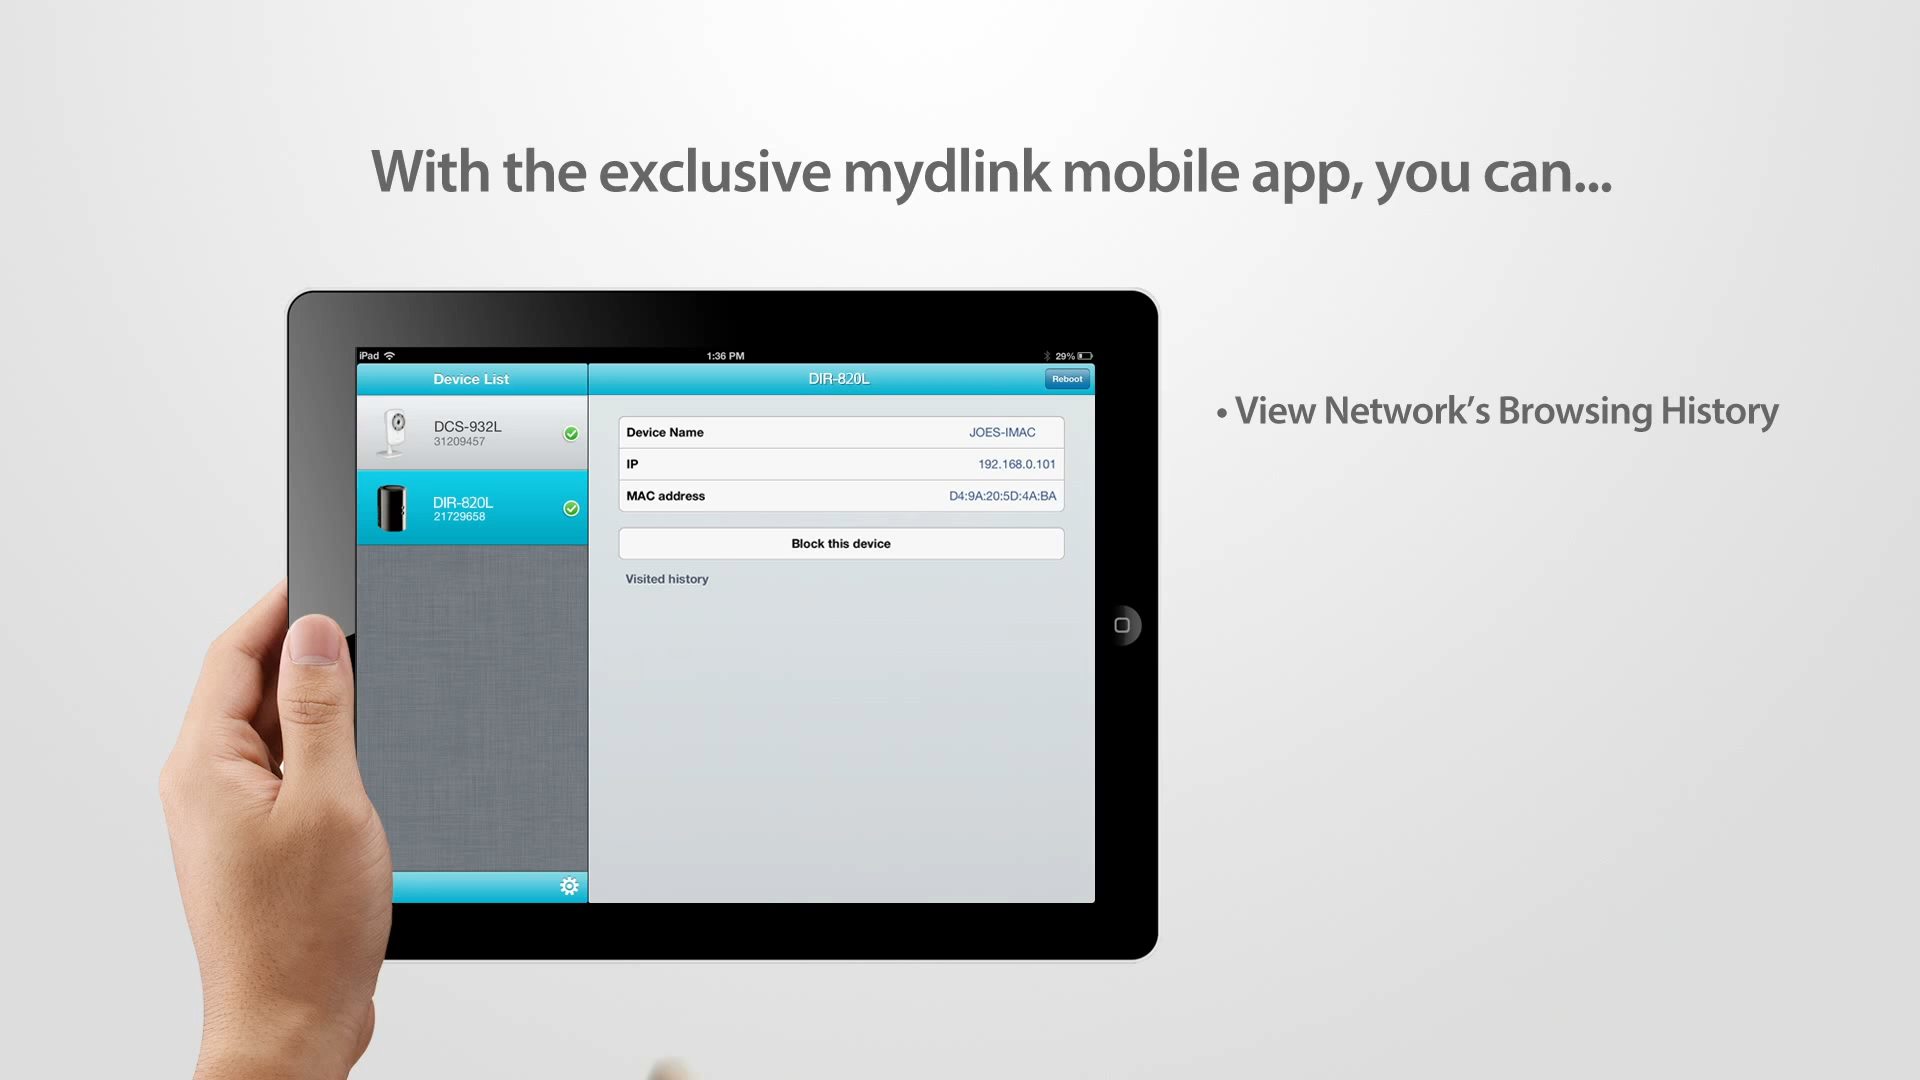 With the exclusive mydlink mobile app, you can...
iPad
1:36 PM
29%
Device List
DIR-820L
Reboot
DCS-932L
31209457
DIR-820L
21729658
Device Name
JOES-IMAC
IP
192.168.0.101
MAC address
D4:9A:20:5D:4A:BA
Block this device
Visited history
• View Network’s Browsing History